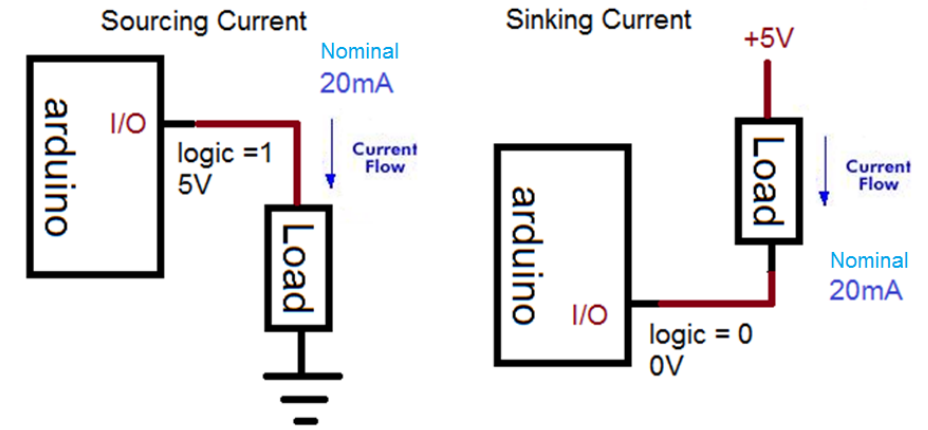 Sourcing Current
Nominal
20mA
arduino
I/O
logic =1
5V
Current
Flow
Load
Sinking Current
+5V
Load
Current
Flow
arduino
I/O
Nominal
20mA
logic = 0
0V